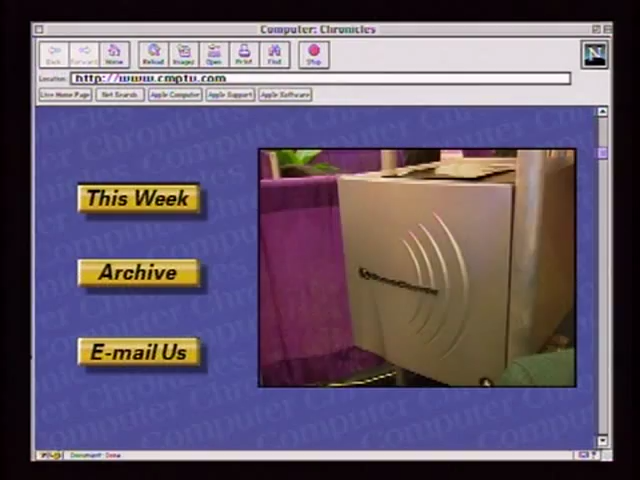 Computer: Chronicles
Back Forward Home Reload Images Open Print Find Stop
N
Location: http://www.cmptv.com
Live Home Page Net Search Apple Computer Apple Support Apple Software
This Week
Archive
E-mail Us
Document: Done